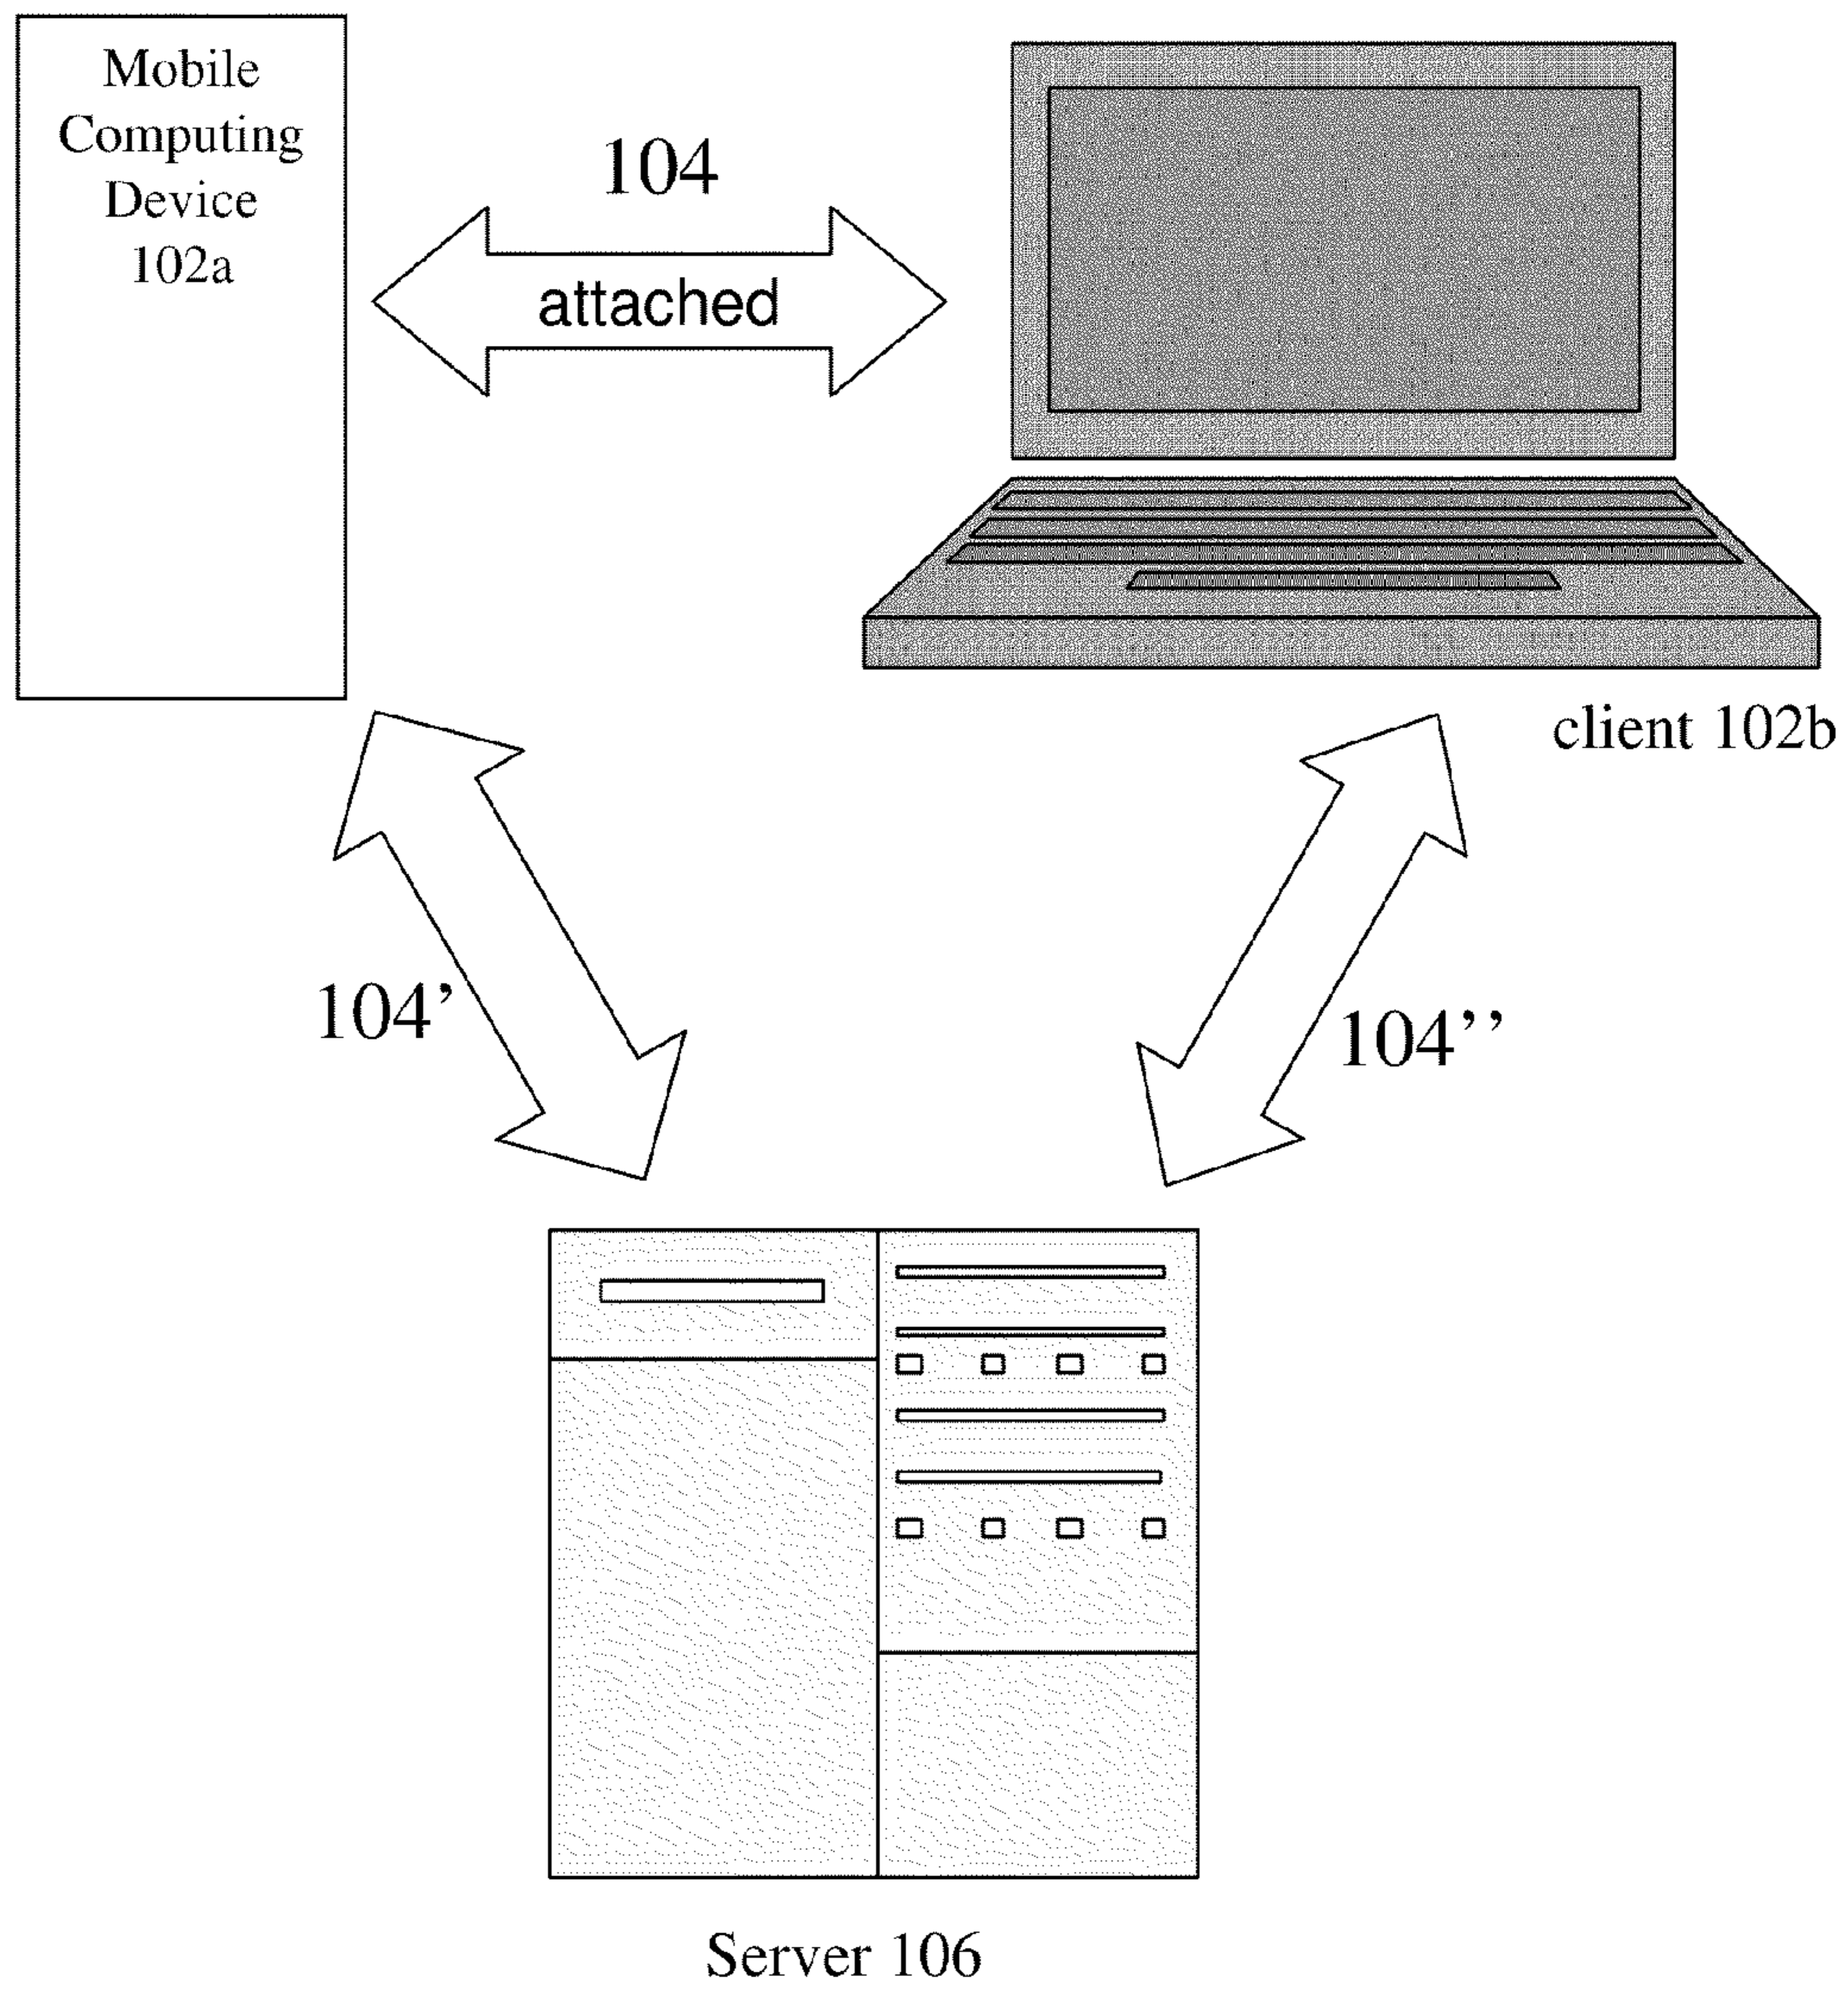 Mobile
Computing
Device
102a
104
attached
client 102b
104’
104’’
Server 106